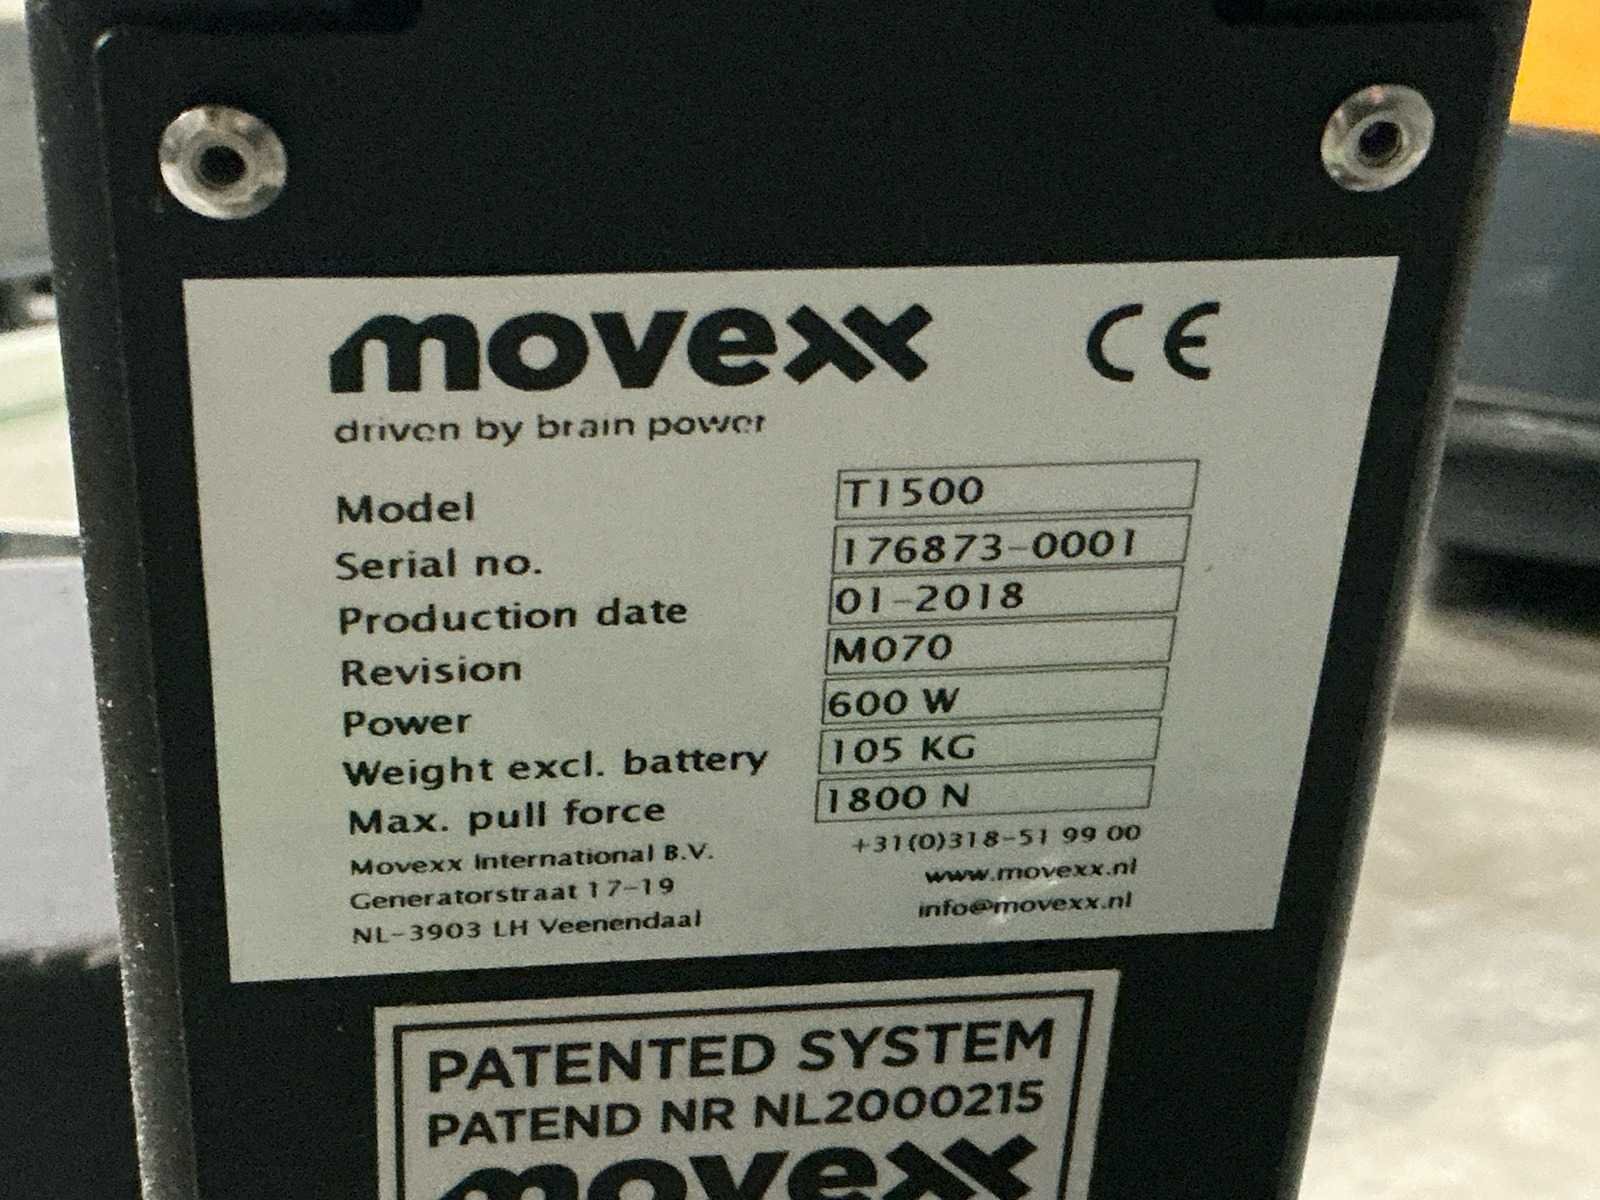 movexx CE
driven by brain power
Model T1500
Serial no. 176873-0001
Production date 01-2018
Revision M070
Power 600 W
Weight excl. battery 105 KG
Max. pull force 1800 N
Movexx International B.V. +31(0)318-51 99 00
Generatorstraat 17-19 www.movexx.nl
NL-3903 LH Veenendaal info@movexx.nl
PATENTED SYSTEM
PATEND NR NL2000215
movexx